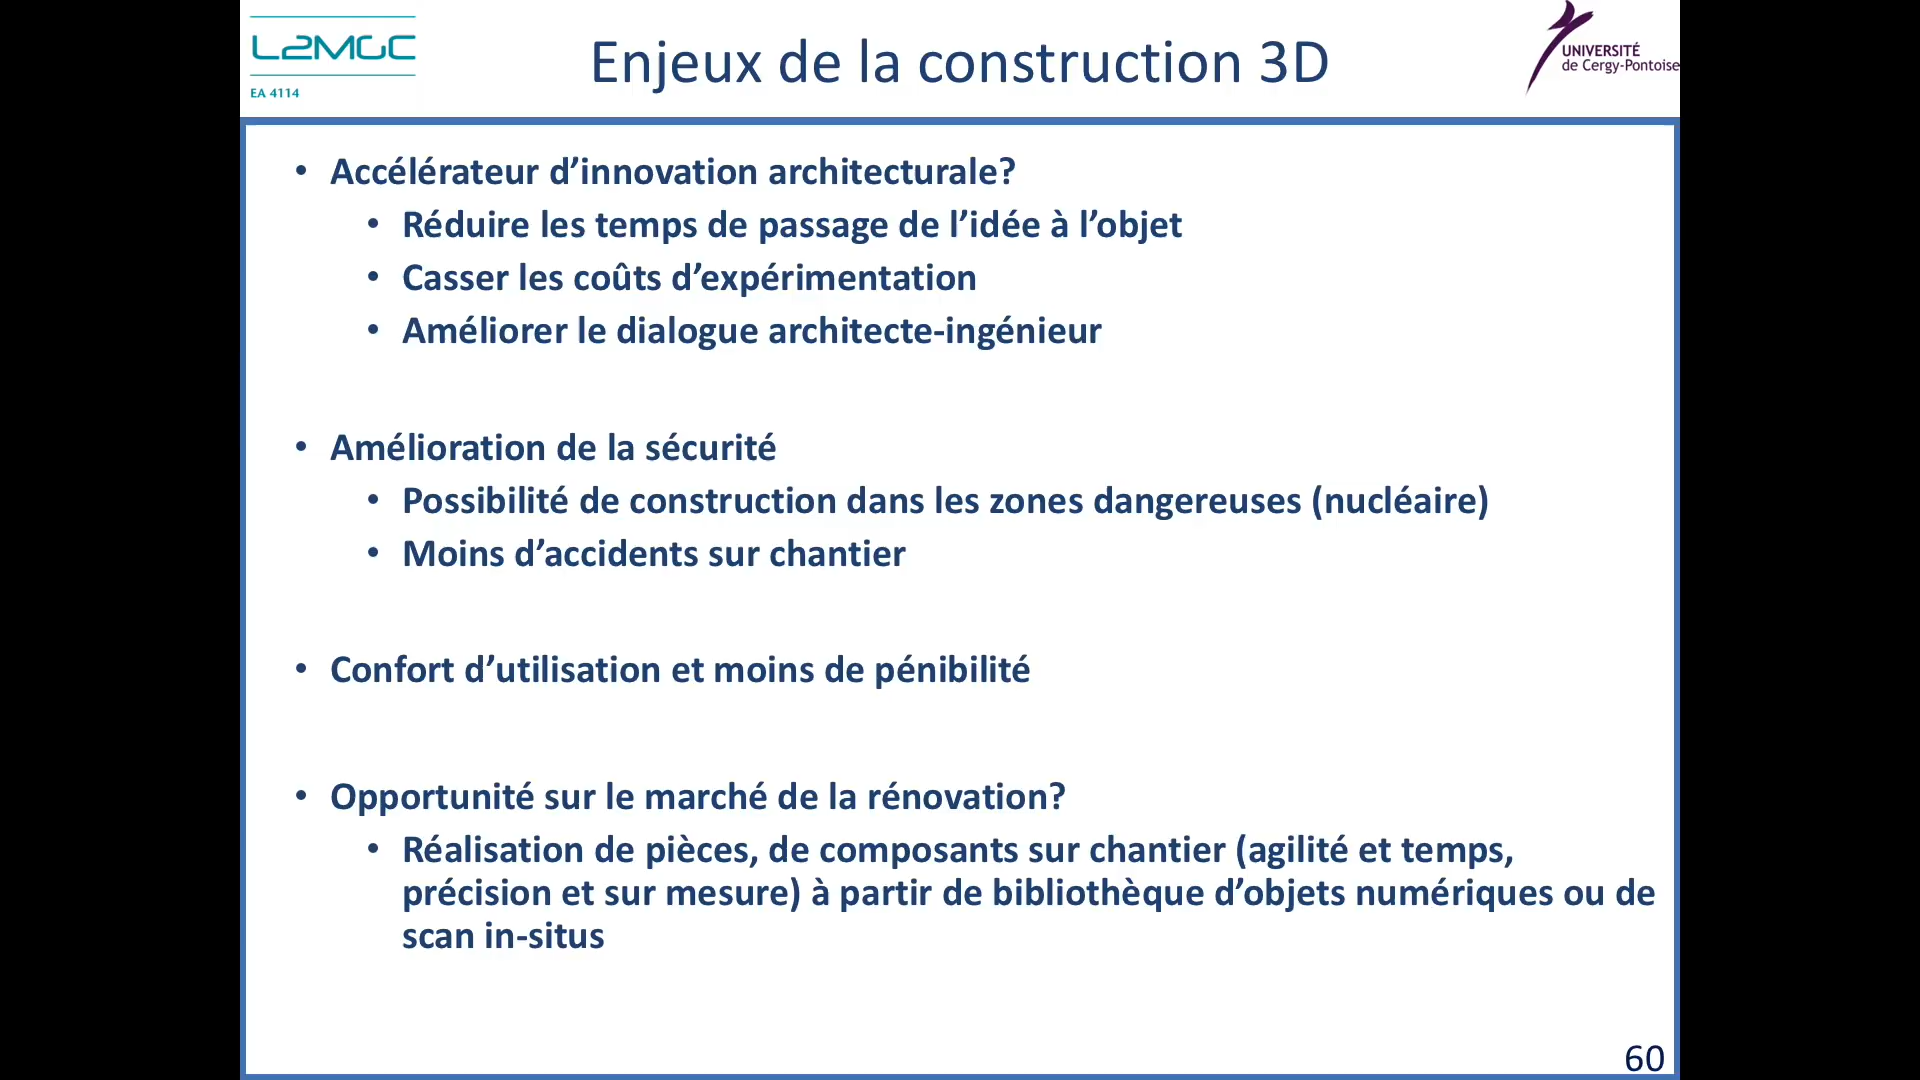 L2MGC
EA 4114
Enjeux de la construction 3D
UNIVERSITÉ
de Cergy-Pontoise
• Accélérateur d’innovation architecturale?
• Réduire les temps de passage de l’idée à l’objet
• Casser les coûts d’expérimentation
• Améliorer le dialogue architecte-ingénieur
• Amélioration de la sécurité
• Possibilité de construction dans les zones dangereuses (nucléaire)
• Moins d’accidents sur chantier
• Confort d’utilisation et moins de pénibilité
• Opportunité sur le marché de la rénovation?
• Réalisation de pièces, de composants sur chantier (agilité et temps,
précision et sur mesure) à partir de bibliothèque d’objets numériques ou de
scan in-situs
60